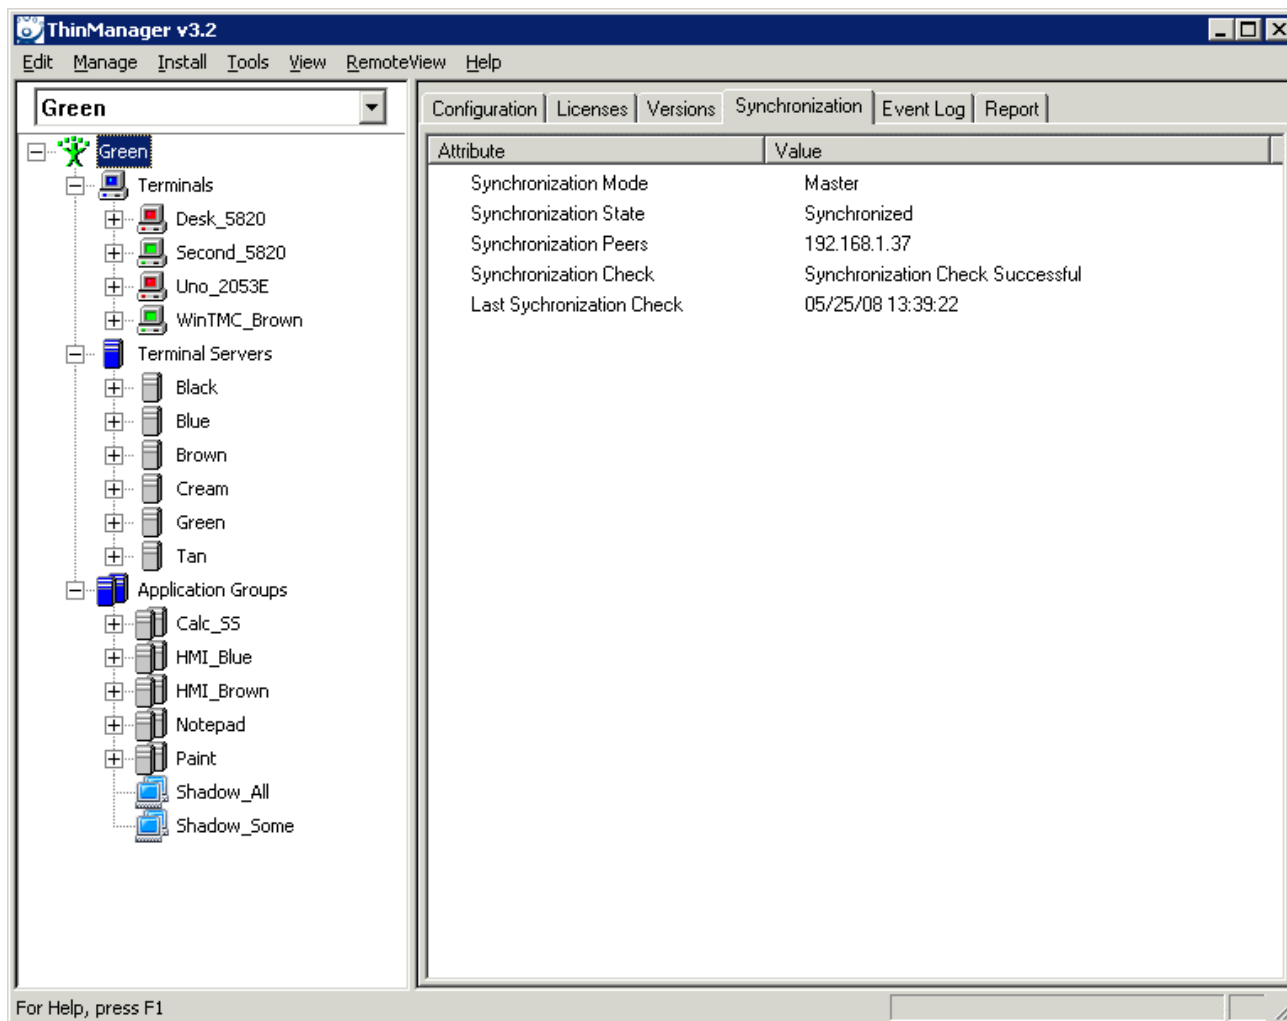 ThinManager v3.2
Edit Manage Install Tools View RemoteView Help
Green
Green
Terminals
Desk_5820
Second_5820
Uno_2053E
WinTMC_Brown
Terminal Servers
Black
Blue
Brown
Cream
Green
Tan
Application Groups
Calc_SS
HMI_Blue
HMI_Brown
Notepad
Paint
Shadow_All
Shadow_Some
Configuration Licenses Versions Synchronization Event Log Report
Attribute Value
Synchronization Mode Master
Synchronization State Synchronized
Synchronization Peers 192.168.1.37
Synchronization Check Synchronization Check Successful
Last Sychronization Check 05/25/08 13:39:22
For Help, press F1